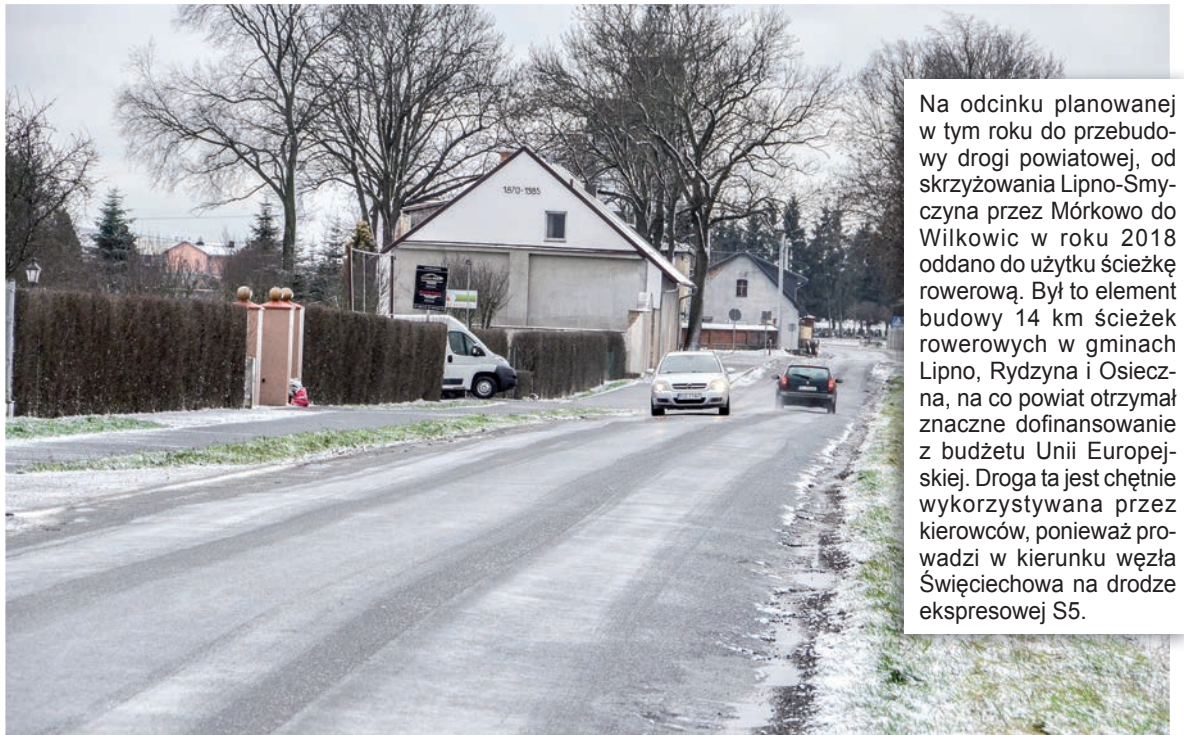 1870-1985
Na odcinku planowanej
w tym roku do przebudo-
wy drogi powiatowej, od
skrzyżowania Lipno-Smy-
czyna przez Mórkowo do
Wilkowic w roku 2018
oddano do użytku ścieżkę
rowerową. Był to element
budowy 14 km ścieżek
rowerowych w gminach
Lipno, Rydzyna i Osiecz-
na, na co powiat otrzymał
znaczne dofinansowanie
z budżetu Unii Europej-
skiej. Droga ta jest chętnie
wykorzystywana przez
kierowców, ponieważ pro-
wadzi w kierunku węzła
Święciechowa na drodze
ekspresowej S5.